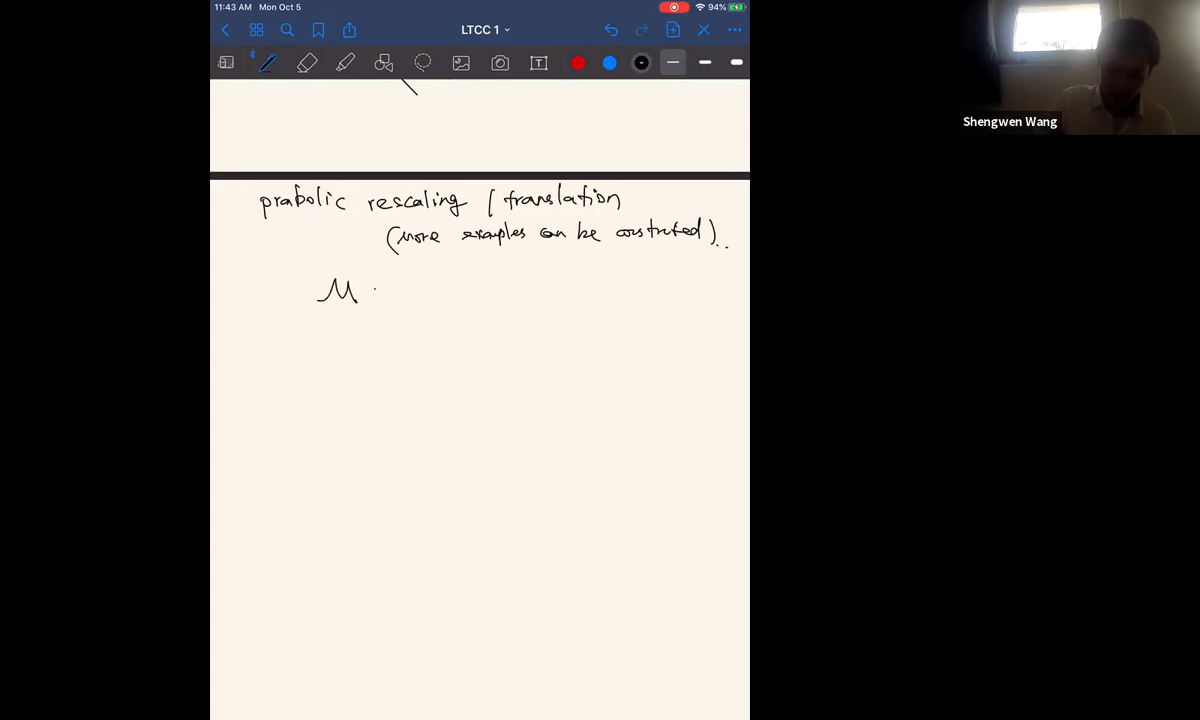 11:43 AM Mon Oct 5
94%
LTCC 1
T
Shengwen Wang
prabolic rescaling / translation
(more examples can be constructed)..
M